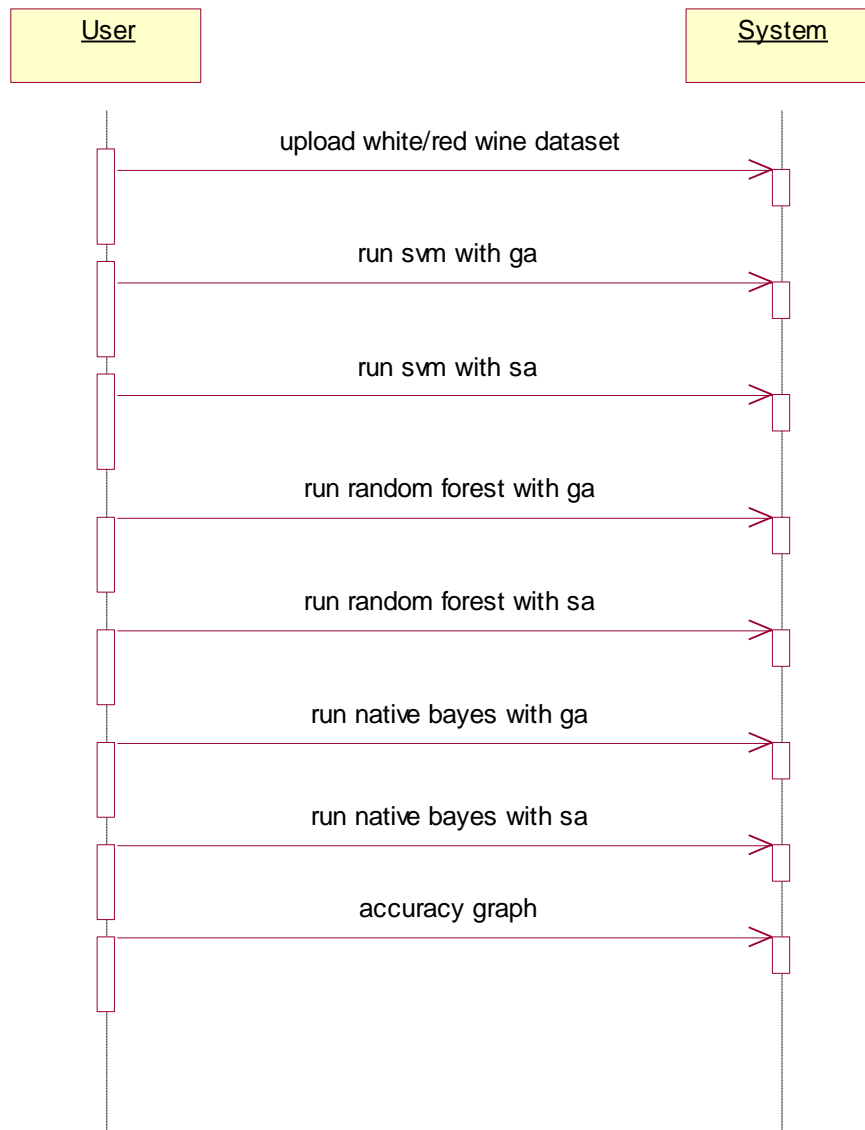 User
System
upload white/red wine dataset
run svm with ga
run svm with sa
run random forest with ga
run random forest with sa
run native bayes with ga
run native bayes with sa
accuracy graph